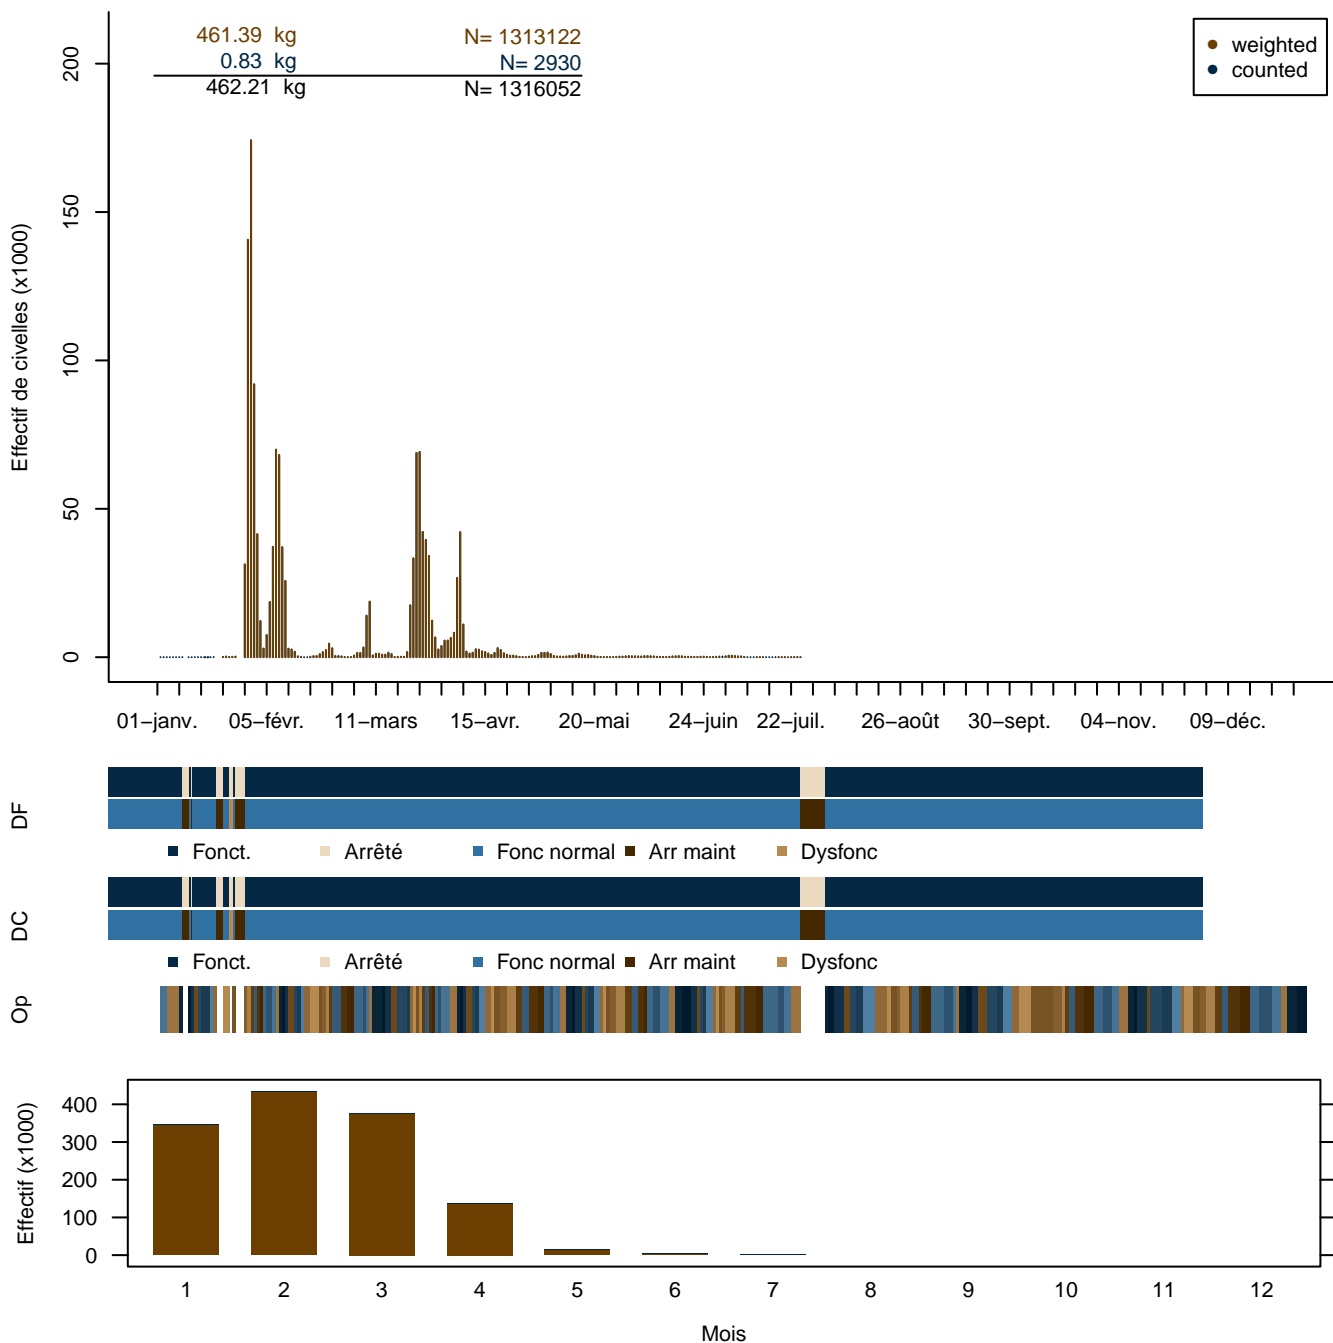 461.39 kg N= 1313122
0.83 kg N= 2930
462.21 kg N= 1316052
weighted
counted
Effectif de civelles (x1000)
200
150
100
50
0
01–janv. 05–févr. 11–mars 15–avr. 20–mai 24–juin 22–juil. 26–août 30–sept. 04–nov. 09–déc.
DF
Fonct. Arrêté Fonc normal Arr maint Dysfonc
DC
Fonct. Arrêté Fonc normal Arr maint Dysfonc
Op
Effectif (x1000)
400
300
200
100
0
1 2 3 4 5 6 7 8 9 10 11 12
Mois